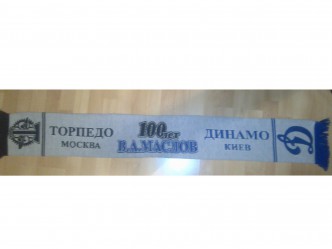 ТОРПЕДО
МОСКВА
100 лет
В.А.МАСЛОВ
ДИНАМО
КИЕВ
Д